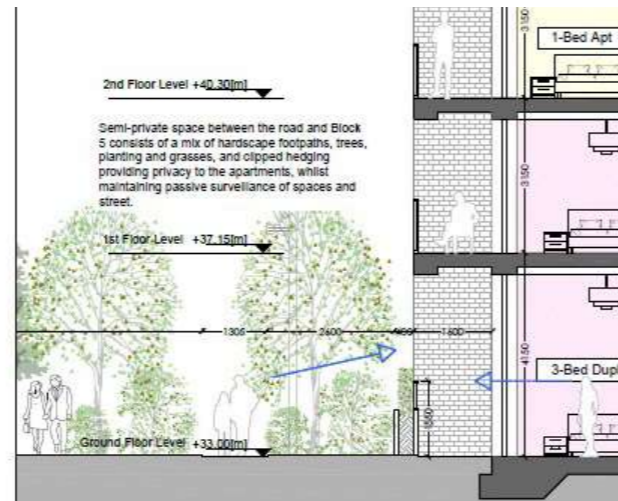 3150
1-Bed Apt
2nd Floor Level +40.30[m]
Semi-private space between the road and Block
5 consists of a mix of hardscape footpaths, trees,
planting and grasses, and clipped hedging
providing privacy to the apartments, whilst
maintaining passive surveillance of spaces and
street.
3150
1st Floor Level +37.15[m]
1305
2600
1600
4150
3-Bed Dupl
1550
Ground Floor Level +33.00[m]